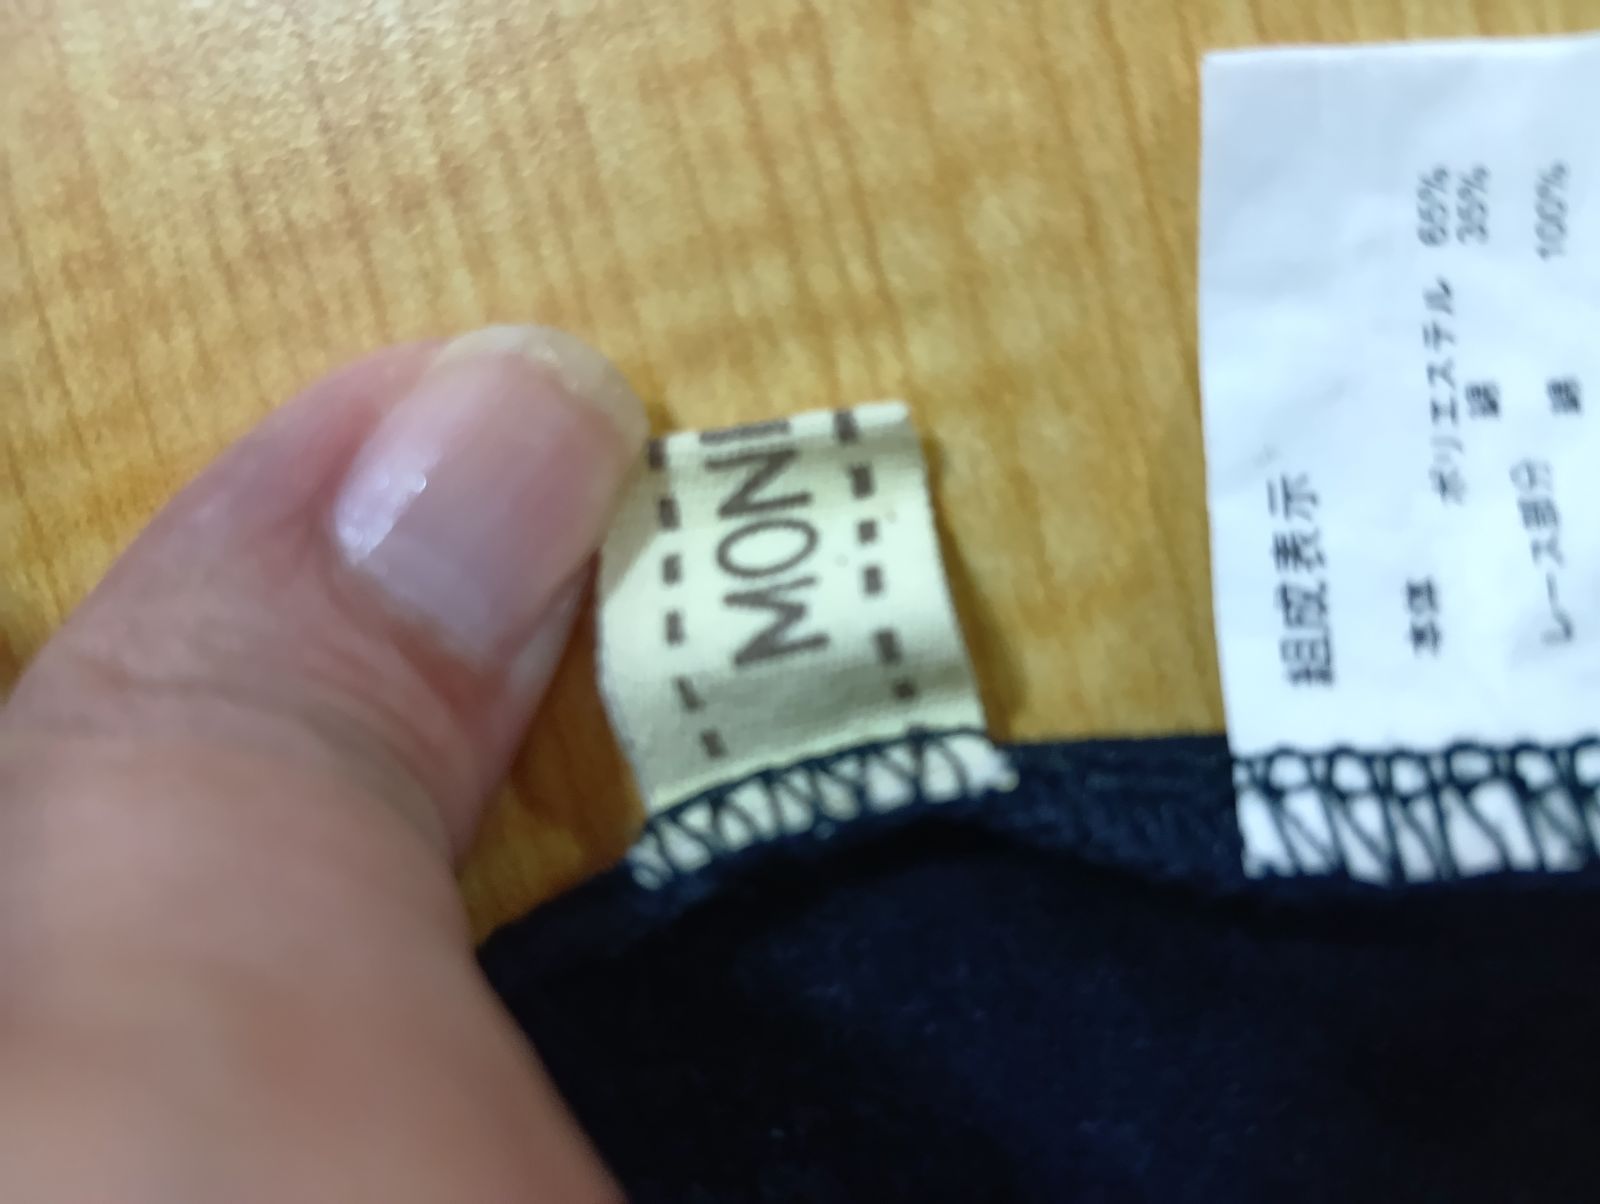 MONI
組成表示
本体 ポリエステル 65%
綿 35%
レース部分 綿 100%